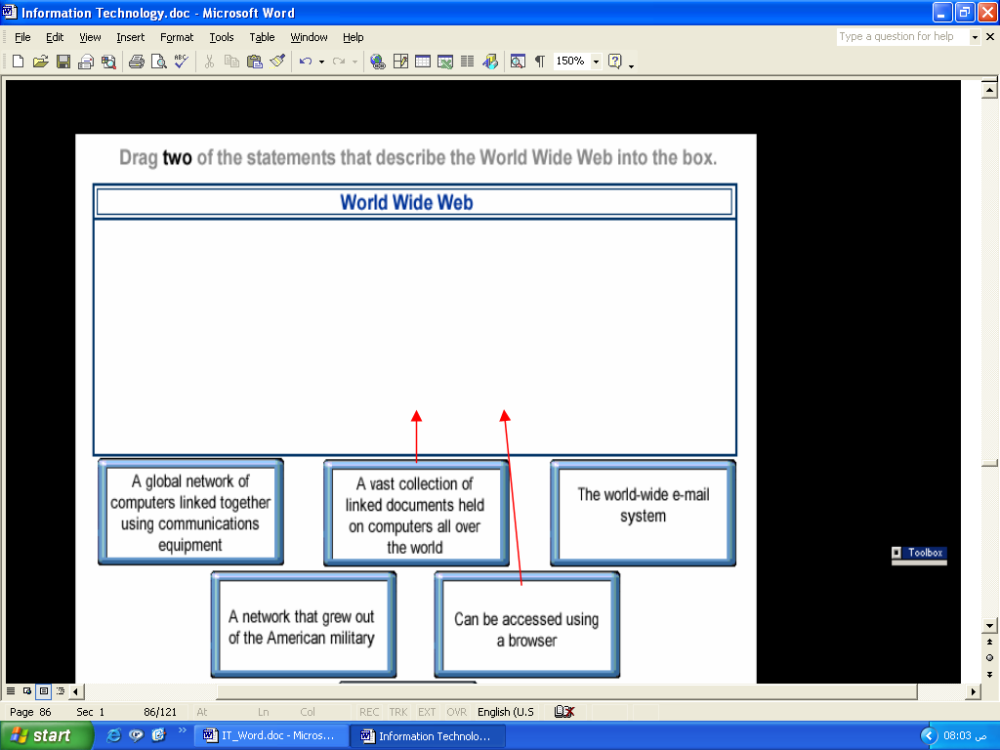 Information Technology.doc - Microsoft Word
File Edit View Insert Format Tools Table Window Help
Type a question for help
150%
Drag two of the statements that describe the World Wide Web into the box.
World Wide Web
A global network of
computers linked together
using communications
equipment
A vast collection of
linked documents held
on computers all over
the world
The world-wide e-mail
system
Toolbox
A network that grew out
of the American military
Can be accessed using
a browser
Page 86 Sec 1 86/121 At Ln Col REC TRK EXT OVR English (U.S
start IT_Word.doc - Micros... Information Technolo... 08:03 ص